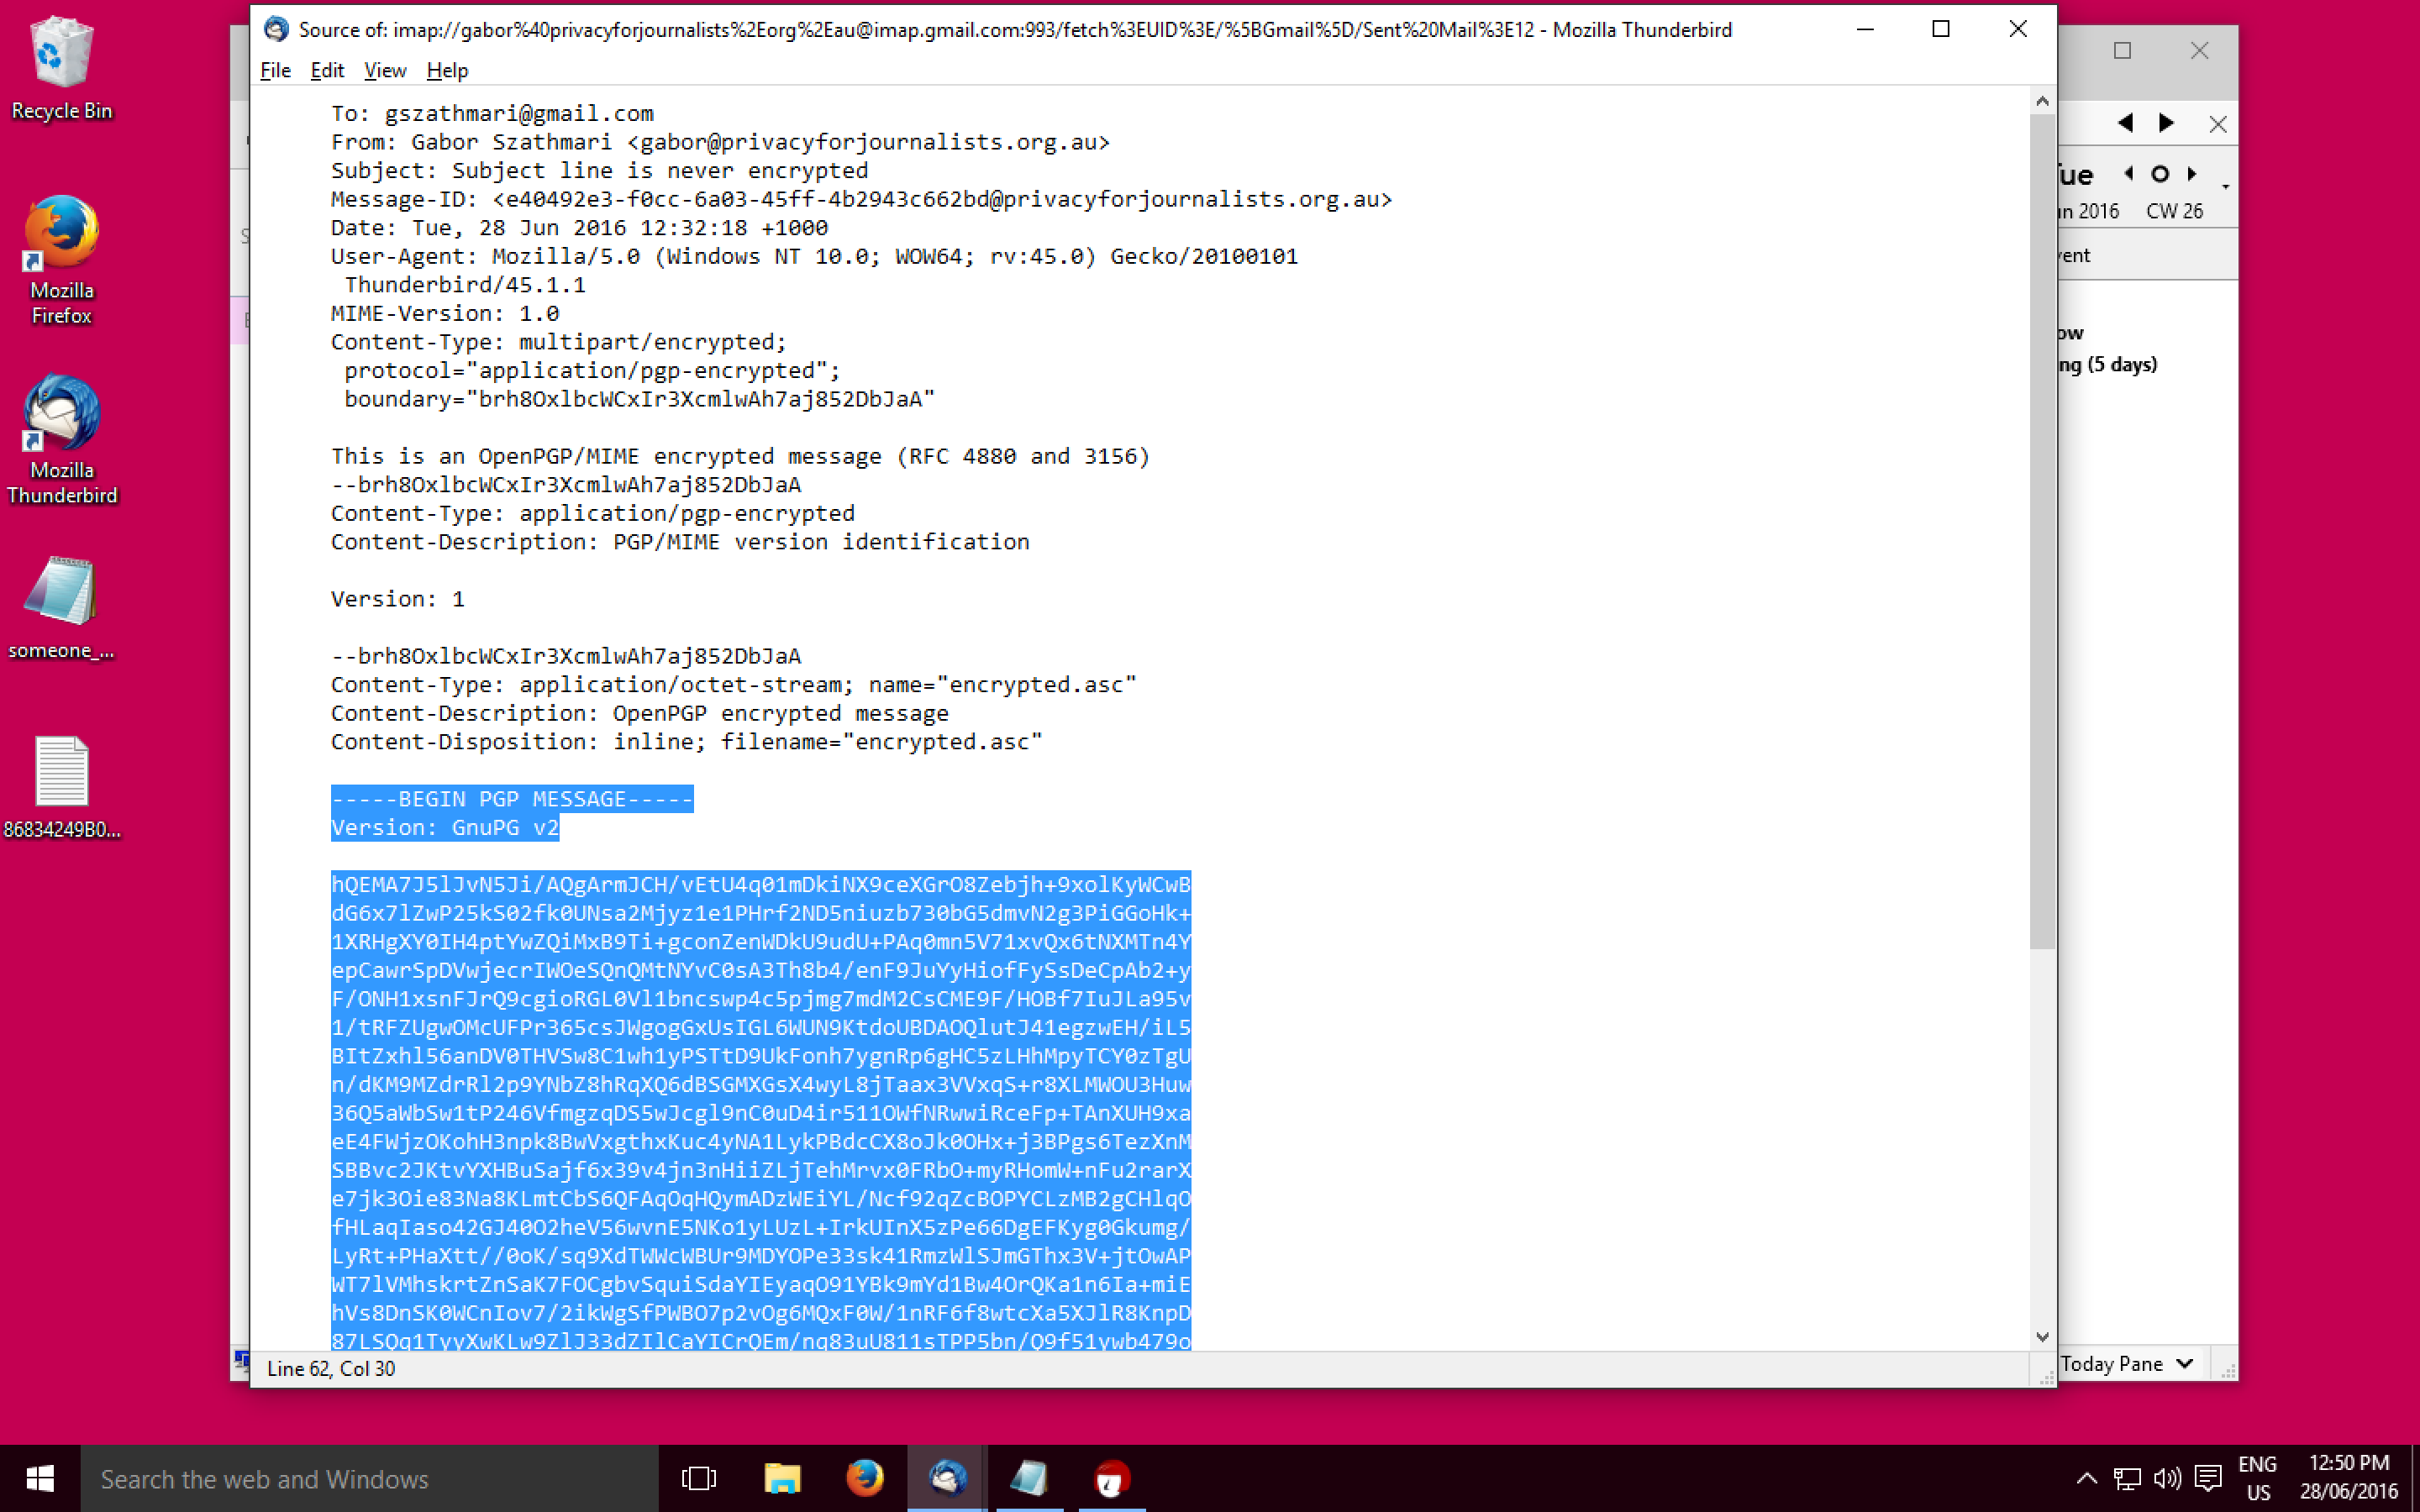 Source of: imap://gabor%40privacyforjournalists%2Eorg%2Eau@imap.gmail.com:993/fetch%3EUID%3E/%5BGmail%5D/Sent%20Mail%3E12 - Mozilla Thunderbird
File Edit View Help
Recycle Bin
Mozilla
Firefox
Mozilla
Thunderbird
someone_...
86834249B0...
To: gszathmari@gmail.com
From: Gabor Szathmari <gabor@privacyforjournalists.org.au>
Subject: Subject line is never encrypted
Message-ID: <e40492e3-f0cc-6a03-45ff-4b2943c662bd@privacyforjournalists.org.au>
Date: Tue, 28 Jun 2016 12:32:18 +1000
User-Agent: Mozilla/5.0 (Windows NT 10.0; WOW64; rv:45.0) Gecko/20100101
Thunderbird/45.1.1
MIME-Version: 1.0
Content-Type: multipart/encrypted;
protocol="application/pgp-encrypted";
boundary="brh8OxlbcWCxIr3XcmlwAh7aj852DbJaA"
This is an OpenPGP/MIME encrypted message (RFC 4880 and 3156)
--brh8OxlbcWCxIr3XcmlwAh7aj852DbJaA
Content-Type: application/pgp-encrypted
Content-Description: PGP/MIME version identification
Version: 1
--brh8OxlbcWCxIr3XcmlwAh7aj852DbJaA
Content-Type: application/octet-stream; name="encrypted.asc"
Content-Description: OpenPGP encrypted message
Content-Disposition: inline; filename="encrypted.asc"
-----BEGIN PGP MESSAGE-----
Version: GnuPG v2
hQEMA7J5lJvN5Ji/AQgArmJCH/vEtU4q01mDkiNX9ceXGrO8Zebjh+9xolKyWCwB
dG6x7lZwP25kS02fk0UNsa2Mjyz1e1PHrf2ND5niuzb730bG5dmvN2g3PiGGoHk+
1XRHgXY0IH4ptYwZQiMxB9Ti+gconZenWDkU9udU+PAq0mn5V71xvQx6tNXMTn4Y
epCawrSpDVwjecrIWOeSQnQMtNYvC0sA3Th8b4/enF9JuYyHiofFySsDeCpAb2+y
F/ONH1xsnFJrQ9cgioRGL0Vl1bncswp4c5pjmg7mdM2CsCME9F/HOBf7IuJLa95v
1/tRFZUgwOMcUFPr365csJWgogGxUsIGL6WUN9KtdoUBDAOQlutJ41egzwEH/iL5
BItZxhl56anDV0THVSw8C1wh1yPSTtD9UkFonh7ygnRp6gHC5zLHhMpyTCY0zTgU
n/dKM9MZdrRl2p9YNbZ8hRqXQ6dBSGMXGsX4wyL8jTaax3VVxqS+r8XLMWOU3Huw
36Q5aWbSw1tP246VfmgzqDS5wJcgl9nC0uD4ir511OWfNRwwiRceFp+TAnXUH9xa
eE4FWjzOKohH3npk8BwVxgthxKuc4yNA1LykPBdcCX8oJk0OHx+j3BPgs6TezXnM
SBBvc2JKtvYXHBuSajf6x39v4jn3nHiiZLjTehMrvx0FRbO+myRHomW+nFu2rarX
e7jk3Oie83Na8KLmtCbS6QFAqOqHQymADzWEiYL/Ncf92qZcBOPYCLzMB2gCHlqO
fHLaqIaso42GJ40O2heV56wvnE5NKo1yLUzL+IrkUInX5zPe66DgEFKyg0Gkumg/
LyRt+PHaXtt//0oK/sq9XdTWWcWBUr9MDYOPe33sk41RmzWlSJmGThx3V+jtOwAP
WT7lVMhskrtZnSaK7FOCgbvSquiSdaYIEyaqO91YBk9mYd1Bw4OrQKa1n6Ia+miE
hVs8DnSK0WCnIov7/2ikWgSfPWBO7p2vOg6MQxF0W/1nRF6f8wtcXa5XJlR8KnpD
87LSQq1TyyXwKLw9ZlJ33dZIlCaYICrQEm/nq83uU811sTPP5bn/Q9f51ywb479o
Line 62, Col 30
ue
n 2016 CW 26
vent
ow
ng (5 days)
Today Pane
Search the web and Windows
ENG
US
12:50 PM
28/06/2016